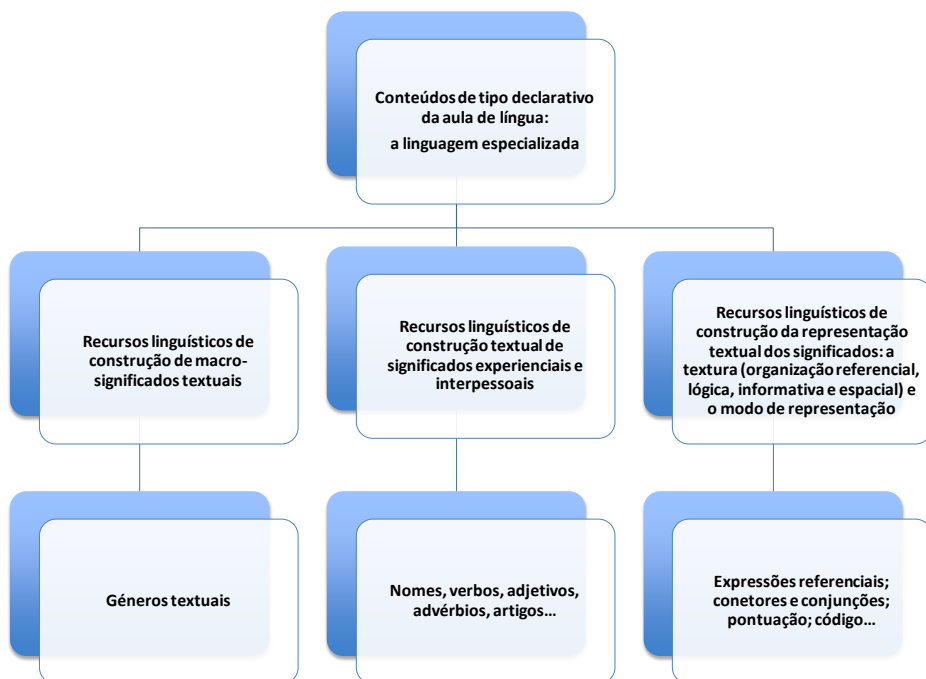 Conteúdos de tipo declarativo
da aula de língua:
a linguagem especializada
Recursos linguísticos de
construção de macro-
significados textuais
Recursos linguísticos de
construção textual de
significados experienciais e
interpessoais
Recursos linguísticos de
construção da representação
textual dos significados: a
textura (organização referencial,
lógica, informativa e espacial) e
o modo de representação
Géneros textuais
Nomes, verbos, adjetivos,
advérbios, artigos...
Expressões referenciais;
conetores e conjunções;
pontuação; código...